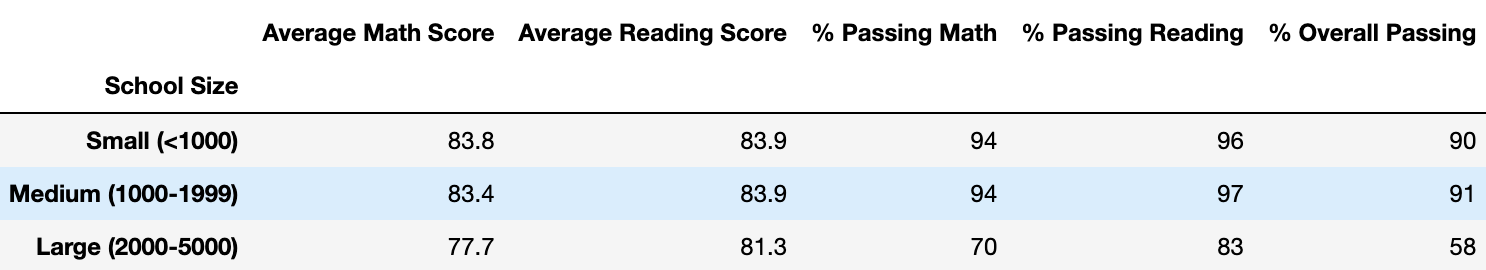 Average Math Score Average Reading Score % Passing Math % Passing Reading % Overall Passing
School Size
Small (<1000) 83.8 83.9 94 96 90
Medium (1000-1999) 83.4 83.9 94 97 91
Large (2000-5000) 77.7 81.3 70 83 58